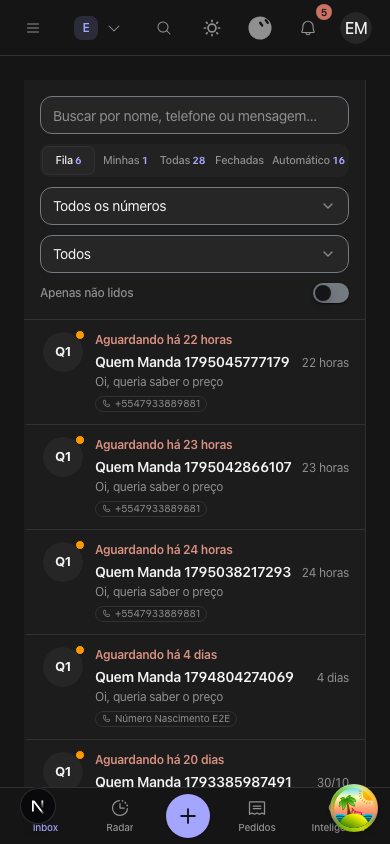 E
5
EM
Buscar por nome, telefone ou mensagem...
Fila 6 Minhas 1 Todas 28 Fechadas Automático 16
Todos os números
Todos
Apenas não lidos
Aguardando há 22 horas
Q1 Quem Manda 1795045777179 22 horas
Oi, queria saber o preço
+5547933889881
Aguardando há 23 horas
Q1 Quem Manda 1795042866107 23 horas
Oi, queria saber o preço
+5547933889881
Aguardando há 24 horas
Q1 Quem Manda 1795038217293 24 horas
Oi, queria saber o preço
+5547933889881
Aguardando há 4 dias
Q1 Quem Manda 1794804274069 4 dias
Oi, queria saber o preço
Número Nascimento E2E
Aguardando há 20 dias
Q1 Quem Manda 1793385987491 30/10
N
Inbox Radar Pedidos